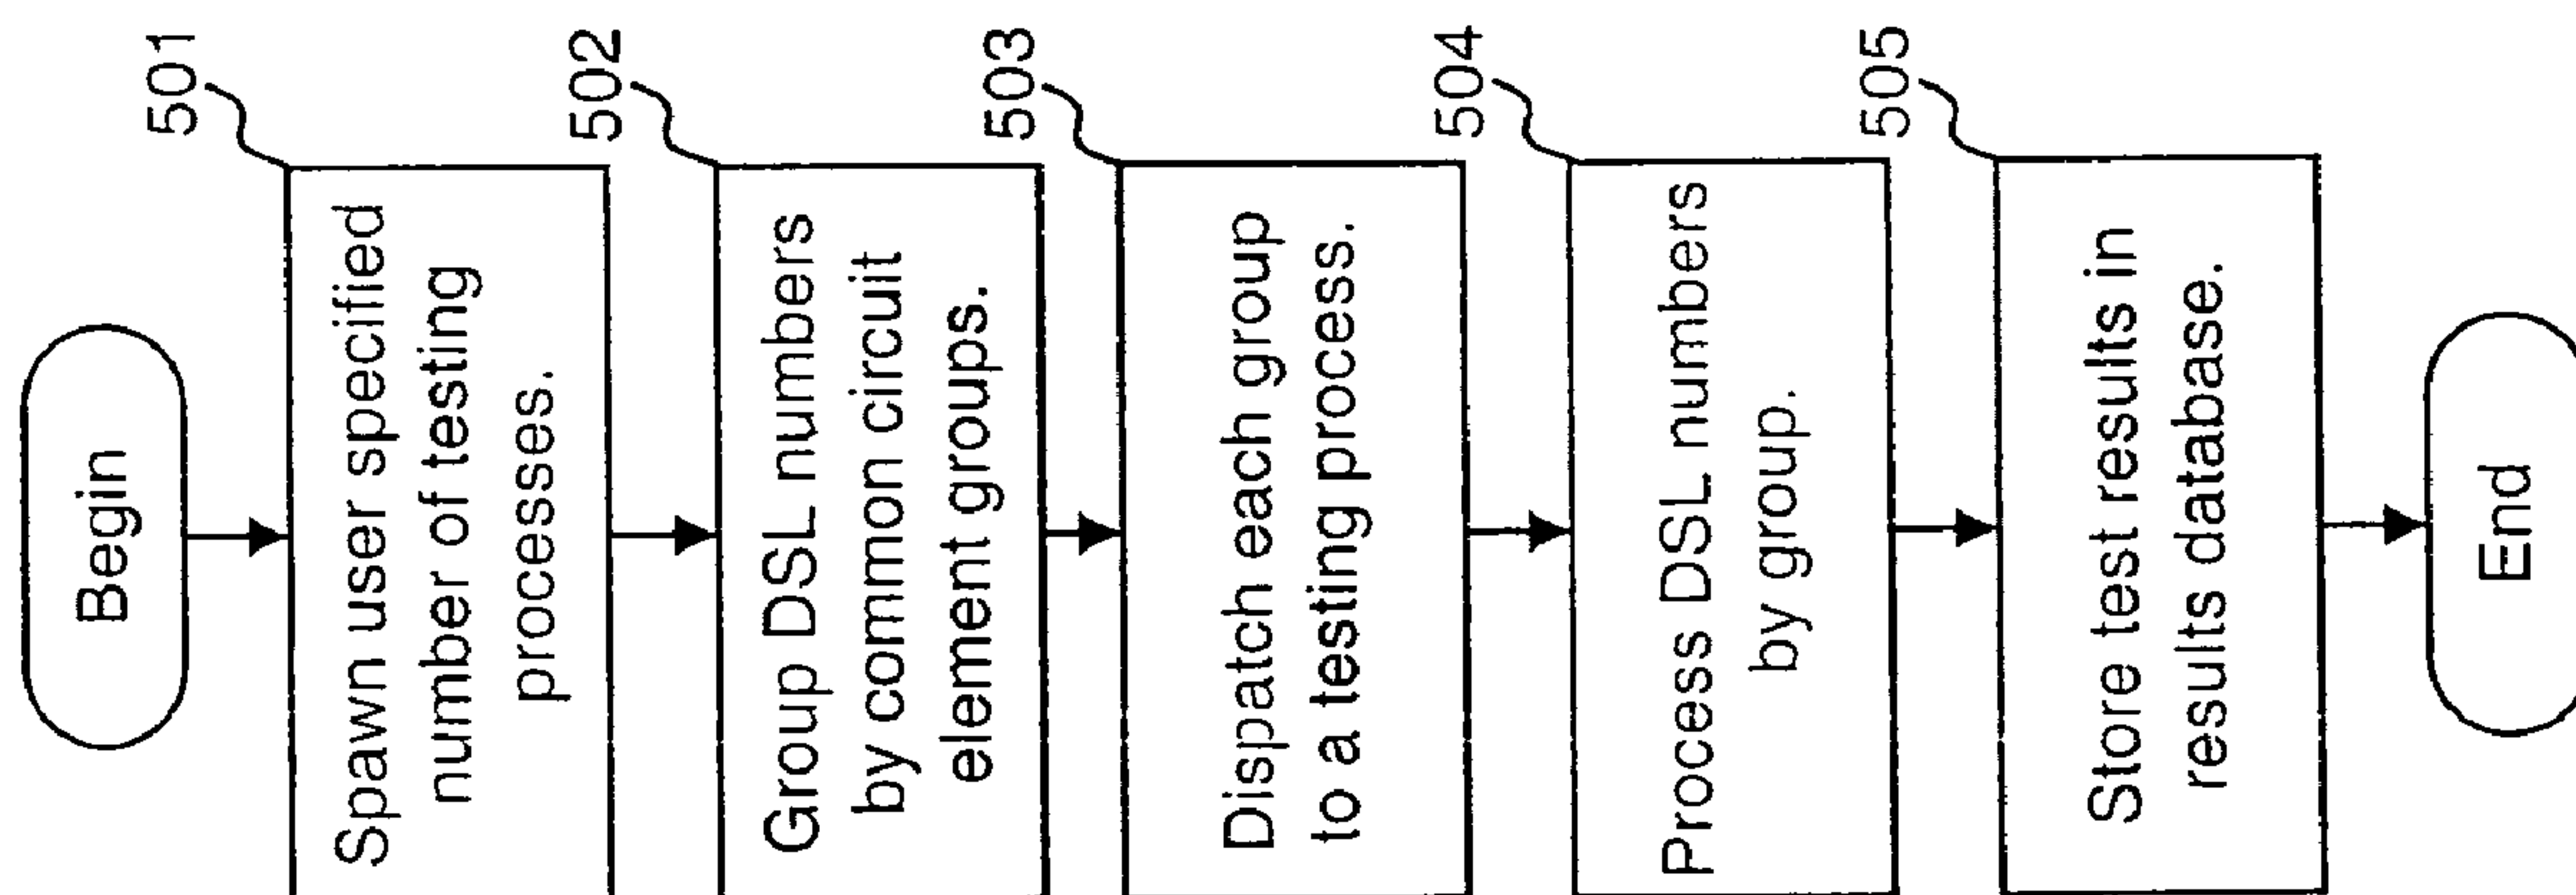 Begin
501
Spawn user specified
number of testing
processes.
502
Group DSL numbers
by common circuit
element groups.
503
Dispatch each group
to a testing process.
504
Process DSL numbers
by group.
505
Store test results in
results database.
End